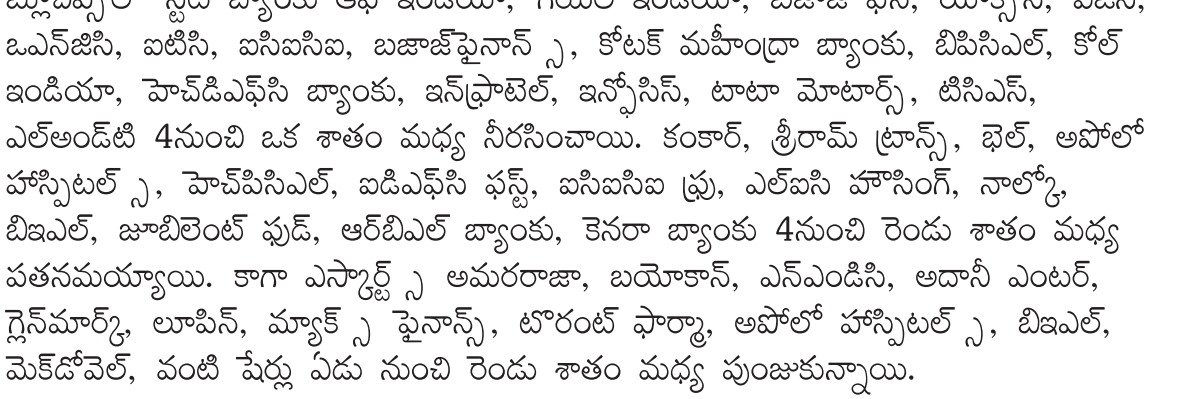 బ్లూచిప్స్‌లో స్టేట్ బ్యాంకు ఆఫ్ ఇండియా, గెయిల్ ఇండియా, బజాజ్ ఫిన్,
ఒఎన్‌జిసి, ఐటిసి, ఐసిఐసిఐ, బజాజ్‌ఫైనాన్ స్, కోటక్ మహీంద్రా బ్యాంకు, బిపిసిఎల్, కోల్
ఇండియా, హెచ్‌డిఎఫ్‌సి బ్యాంకు, ఇన్‌ఫ్రాటెల్, ఇన్ఫోసిస్, టాటా మోటార్స్, టిసిఎస్,
ఎల్అండ్‌టి 4నుంచి ఒక శాతం మధ్య నీరసించాయి. కంకార్, శ్రీరామ్ ట్రాన్స్, భెల్, అపోలో
హాస్పిటల్ స్, హెచ్‌పిసిఎల్, ఐడిఎఫ్‌సి ఫస్ట్, ఐసిఐసిఐ ఫ్రు, ఎల్ఐసి హౌసింగ్, నాల్కో,
బిఇఎల్, జూబిలెంట్ ఫుడ్, ఆర్‌బిఎల్ బ్యాంకు, కెనరా బ్యాంకు 4నుంచి రెండు శాతం మధ్య
పతనమయ్యాయి. కాగా ఎస్కార్ట్ స్ అమరరాజా, బయోకాన్, ఎన్ఎండిసి, అదానీ ఎంటర్,
గ్లెన్‌మార్క్, లూపిన్, మ్యాక్ స్ ఫైనాన్స్, టొరంట్ ఫార్మా, అపోలో హాస్పిటల్ స్, బిఇఎల్,
మెక్‌డోవెల్, వంటి షేర్లు ఏడు నుంచి రెండు శాతం మధ్య పుంజుకున్నాయి.